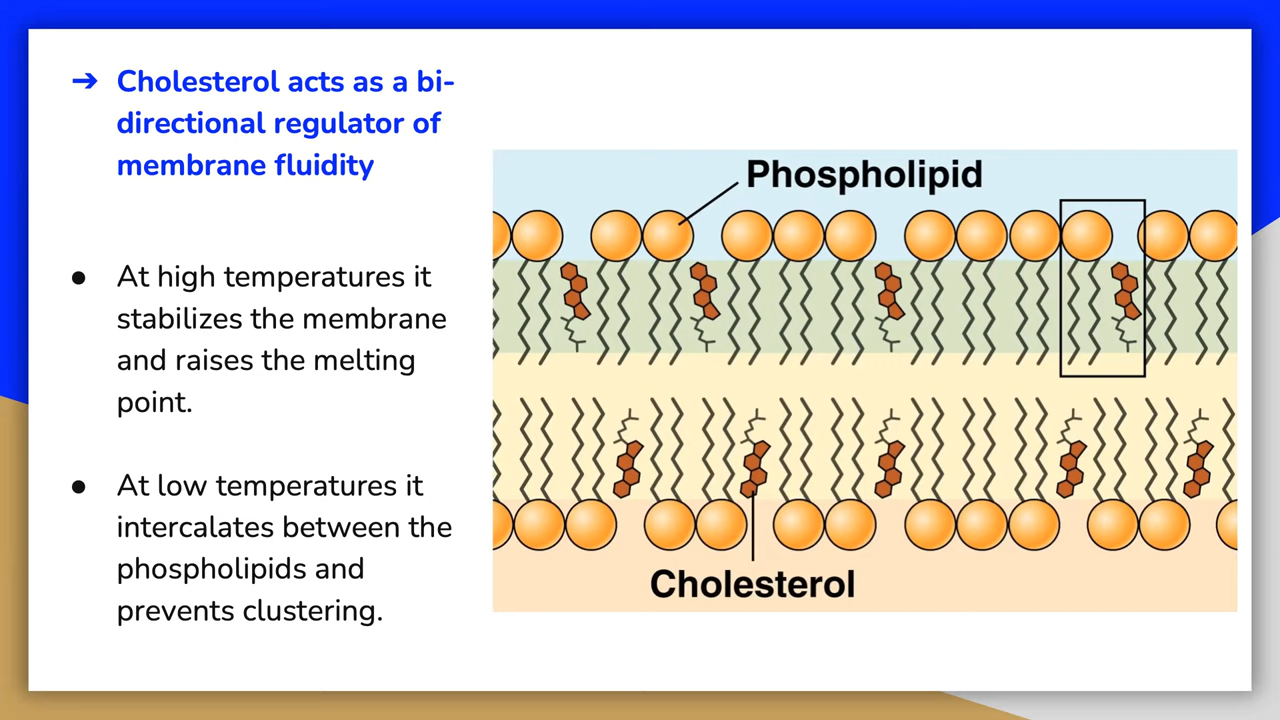 ➔ Cholesterol acts as a bi-
directional regulator of
membrane fluidity
● At high temperatures it
stabilizes the membrane
and raises the melting
point.
● At low temperatures it
intercalates between the
phospholipids and
prevents clustering.
Phospholipid
Cholesterol